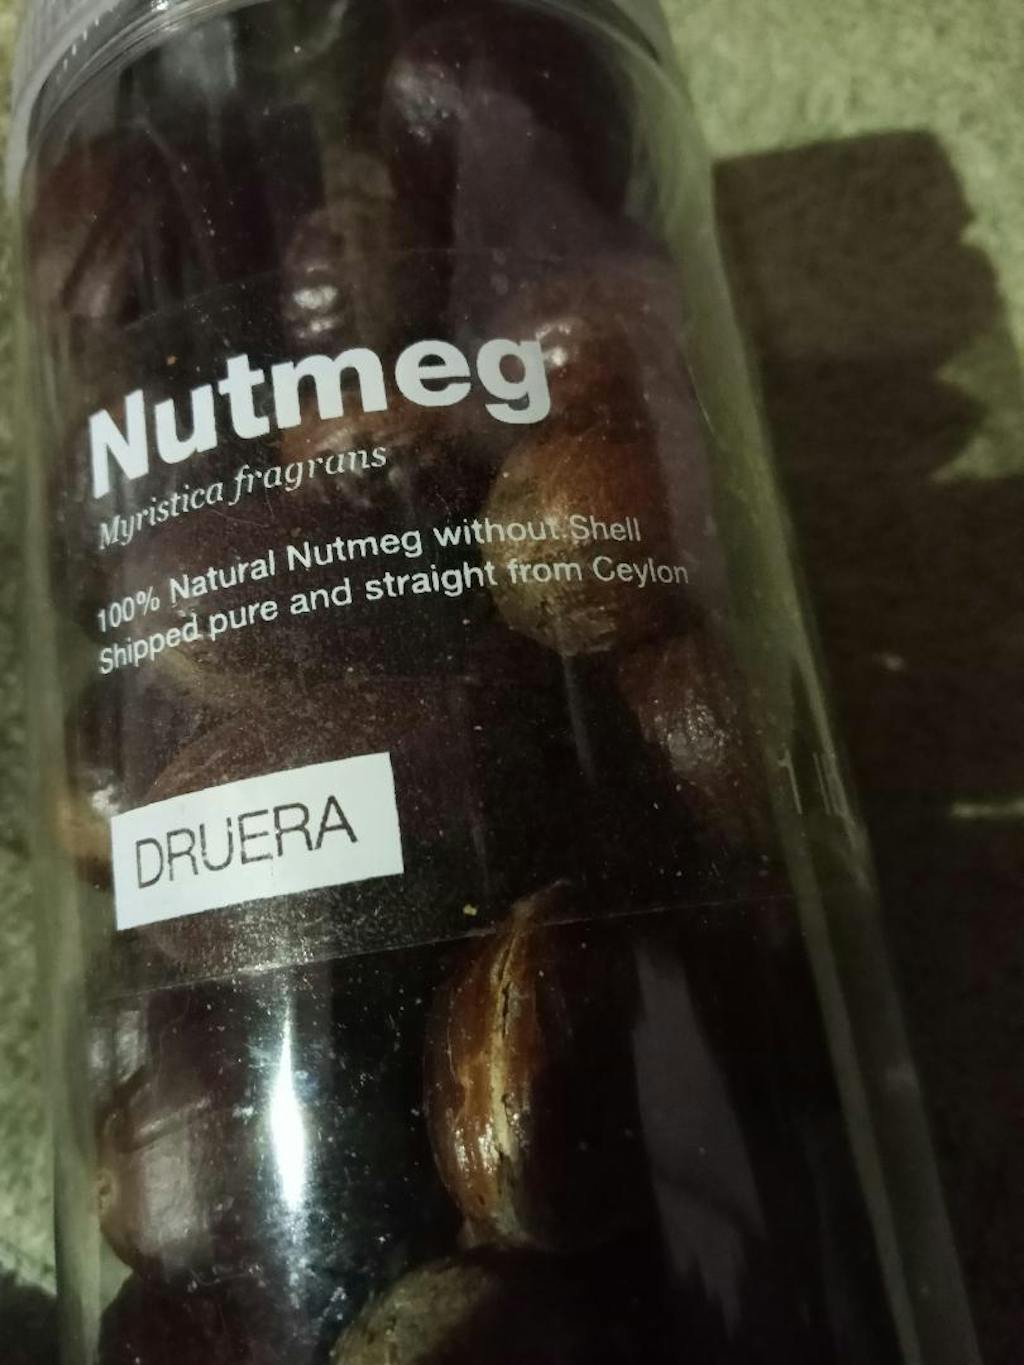 Nutmeg
Myristica fragrans
100% Natural Nutmeg without Shell
Shipped pure and straight from Ceylon
DRUERA